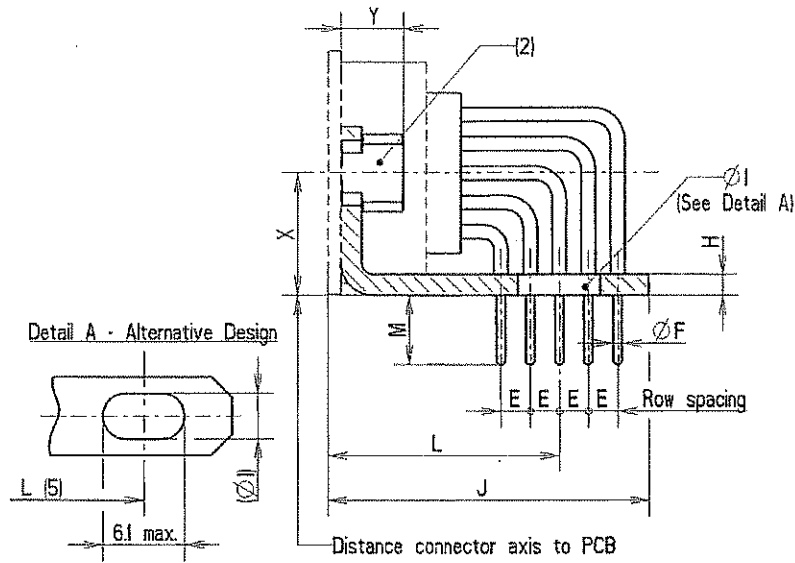 Y
(2)
ØI
(See Detail A)
X
H
M
ØF
Detail A - Alternative Design
E E E E Row spacing
L
(ØI)
L (5)
J
6.1 max.
Distance connector axis to PCB